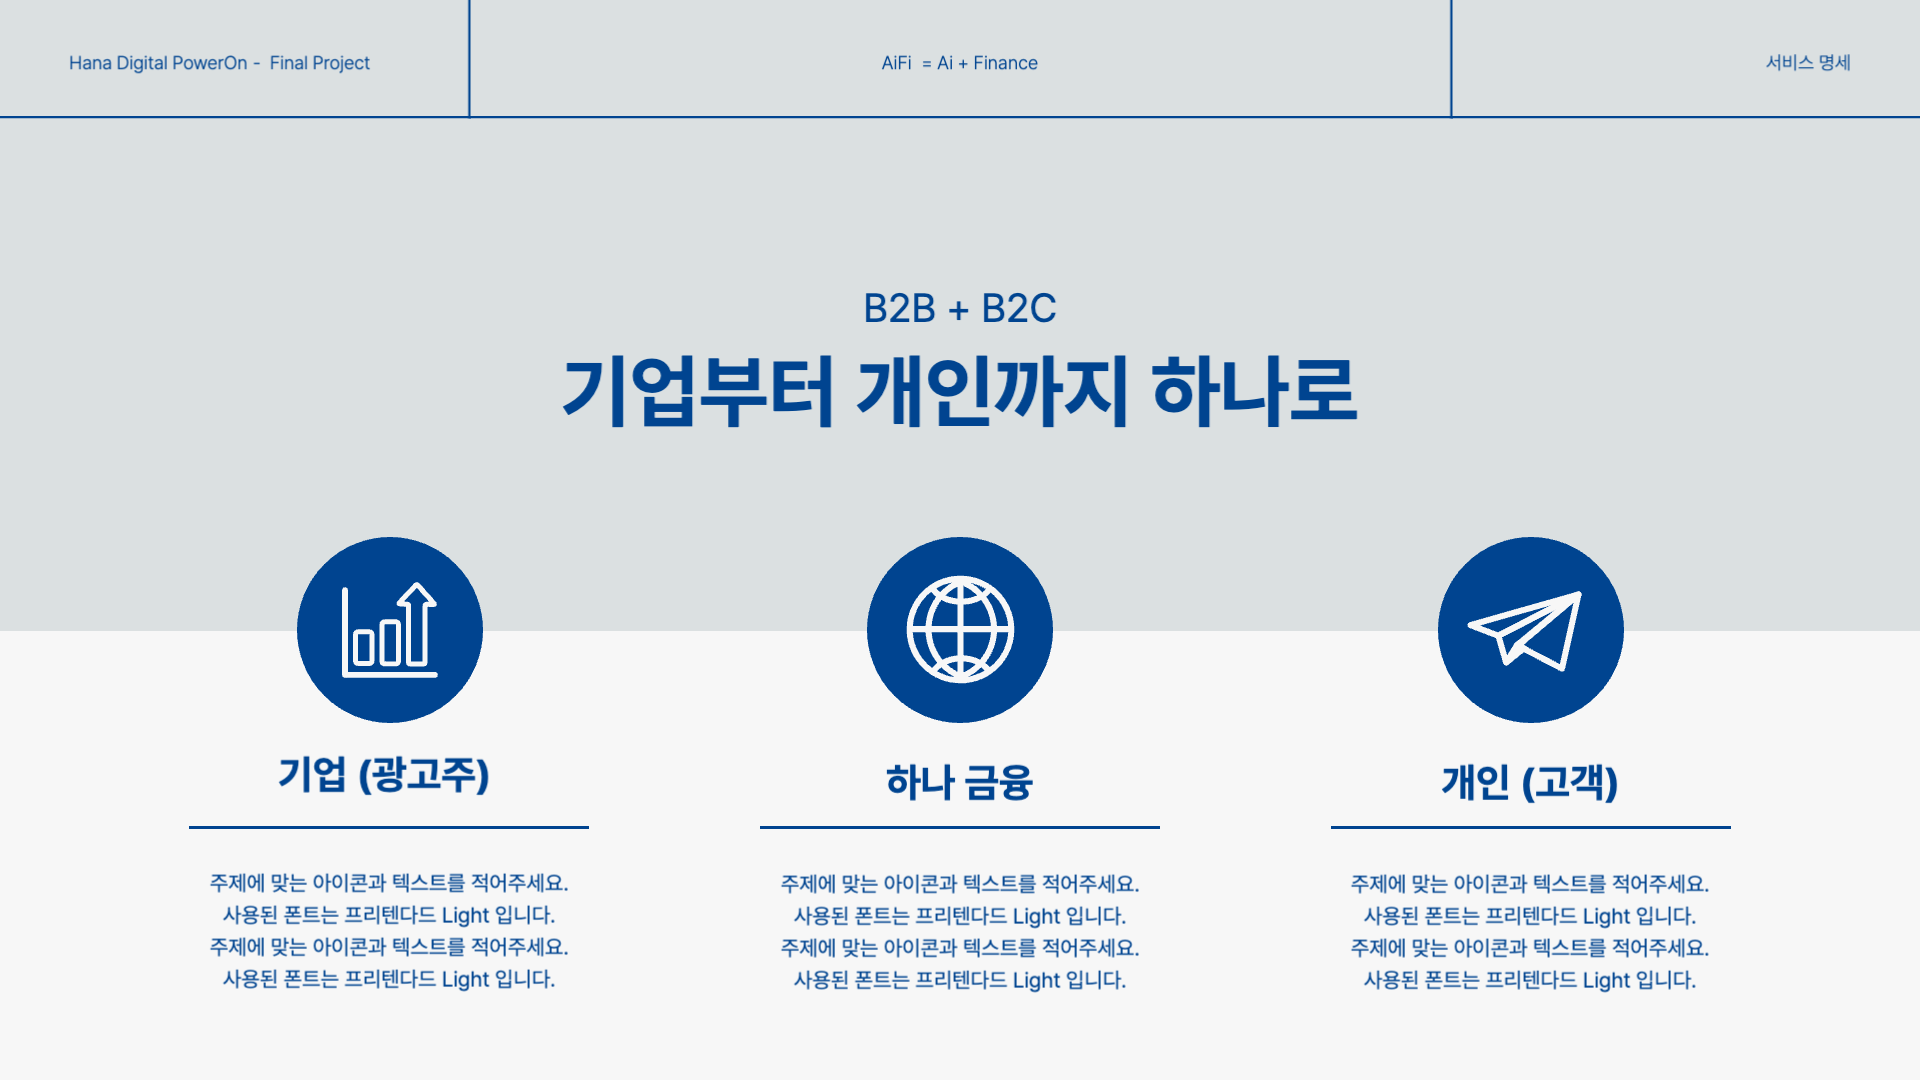 Hana Digital PowerOn - Final Project
AiFi = Ai + Finance
서비스 명세
B2B + B2C
기업부터 개인까지 하나로
기업 (광고주)
주제에 맞는 아이콘과 텍스트를 적어주세요.
사용된 폰트는 프리텐다드 Light 입니다.
주제에 맞는 아이콘과 텍스트를 적어주세요.
사용된 폰트는 프리텐다드 Light 입니다.
하나 금융
주제에 맞는 아이콘과 텍스트를 적어주세요.
사용된 폰트는 프리텐다드 Light 입니다.
주제에 맞는 아이콘과 텍스트를 적어주세요.
사용된 폰트는 프리텐다드 Light 입니다.
개인 (고객)
주제에 맞는 아이콘과 텍스트를 적어주세요.
사용된 폰트는 프리텐다드 Light 입니다.
주제에 맞는 아이콘과 텍스트를 적어주세요.
사용된 폰트는 프리텐다드 Light 입니다.